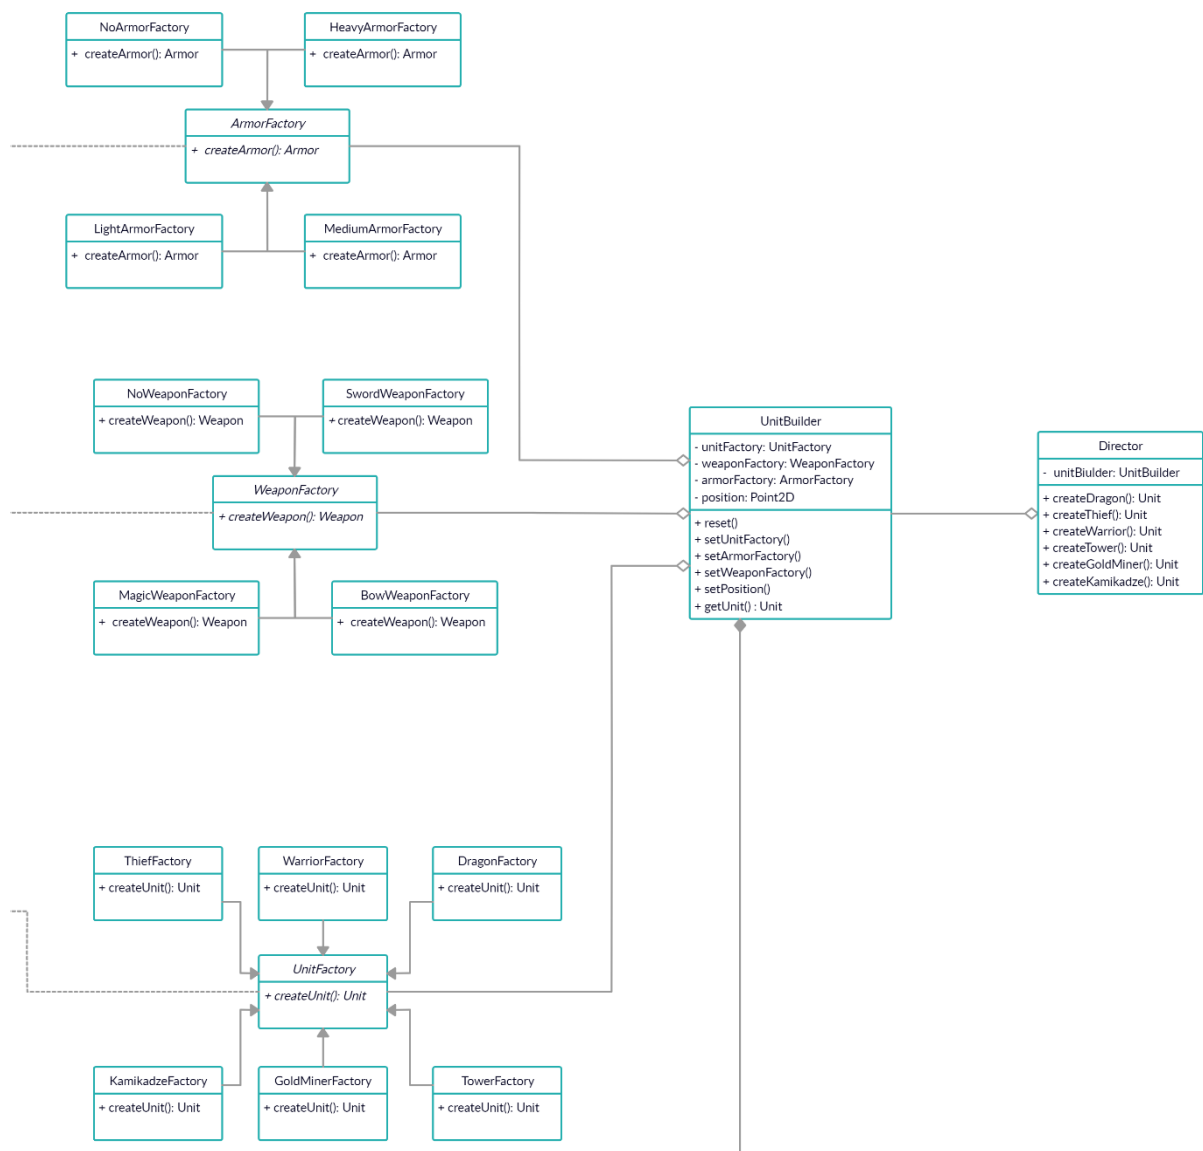 NoArmorFactory
+ createArmor(): Armor
HeavyArmorFactory
+ createArmor(): Armor
ArmorFactory
+ createArmor(): Armor
LightArmorFactory
+ createArmor(): Armor
MediumArmorFactory
+ createArmor(): Armor
NoWeaponFactory
+ createWeapon(): Weapon
SwordWeaponFactory
+ createWeapon(): Weapon
WeaponFactory
+ createWeapon(): Weapon
MagicWeaponFactory
+ createWeapon(): Weapon
BowWeaponFactory
+ createWeapon(): Weapon
UnitBuilder
- unitFactory: UnitFactory
- weaponFactory: WeaponFactory
- armorFactory: ArmorFactory
- position: Point2D
+ reset()
+ setUnitFactory()
+ setArmorFactory()
+ setWeaponFactory()
+ setPosition()
+ getUnit() : Unit
Director
- unitBiulder: UnitBuilder
+ createDragon(): Unit
+ createThief(): Unit
+ createWarrior(): Unit
+ createTower(): Unit
+ createGoldMiner(): Unit
+ createKamikadze(): Unit
ThiefFactory
+ createUnit(): Unit
WarriorFactory
+ createUnit(): Unit
DragonFactory
+ createUnit(): Unit
UnitFactory
+ createUnit(): Unit
KamikadzeFactory
+ createUnit(): Unit
GoldMinerFactory
+ createUnit(): Unit
TowerFactory
+ createUnit(): Unit